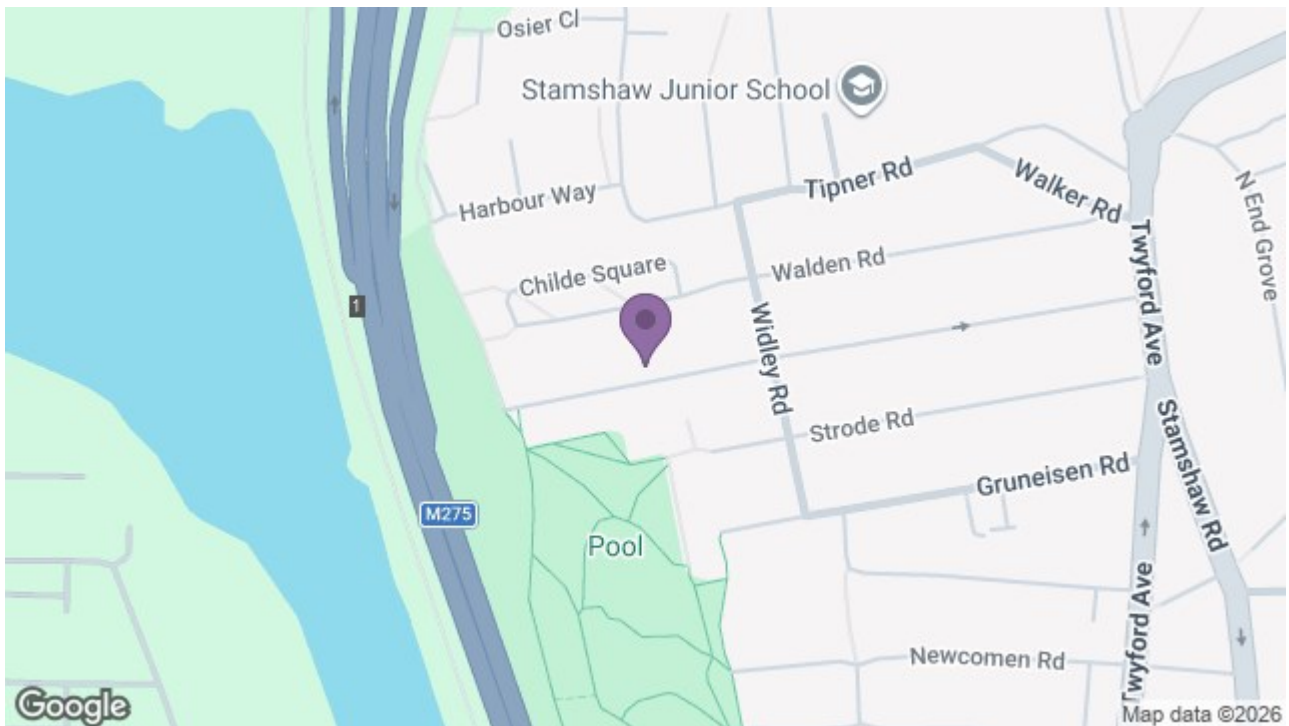 Osier Cl
Stamshaw Junior School
Tipner Rd
Walker Rd
N End Grove
Harbour Way
Childe Square
Walden Rd
Twyford Ave
1
Widley Rd
Strode Rd
Stamshaw Rd
Gruneisen Rd
M275
Pool
Twyford Ave
Newcomen Rd
Google
Map data ©2026